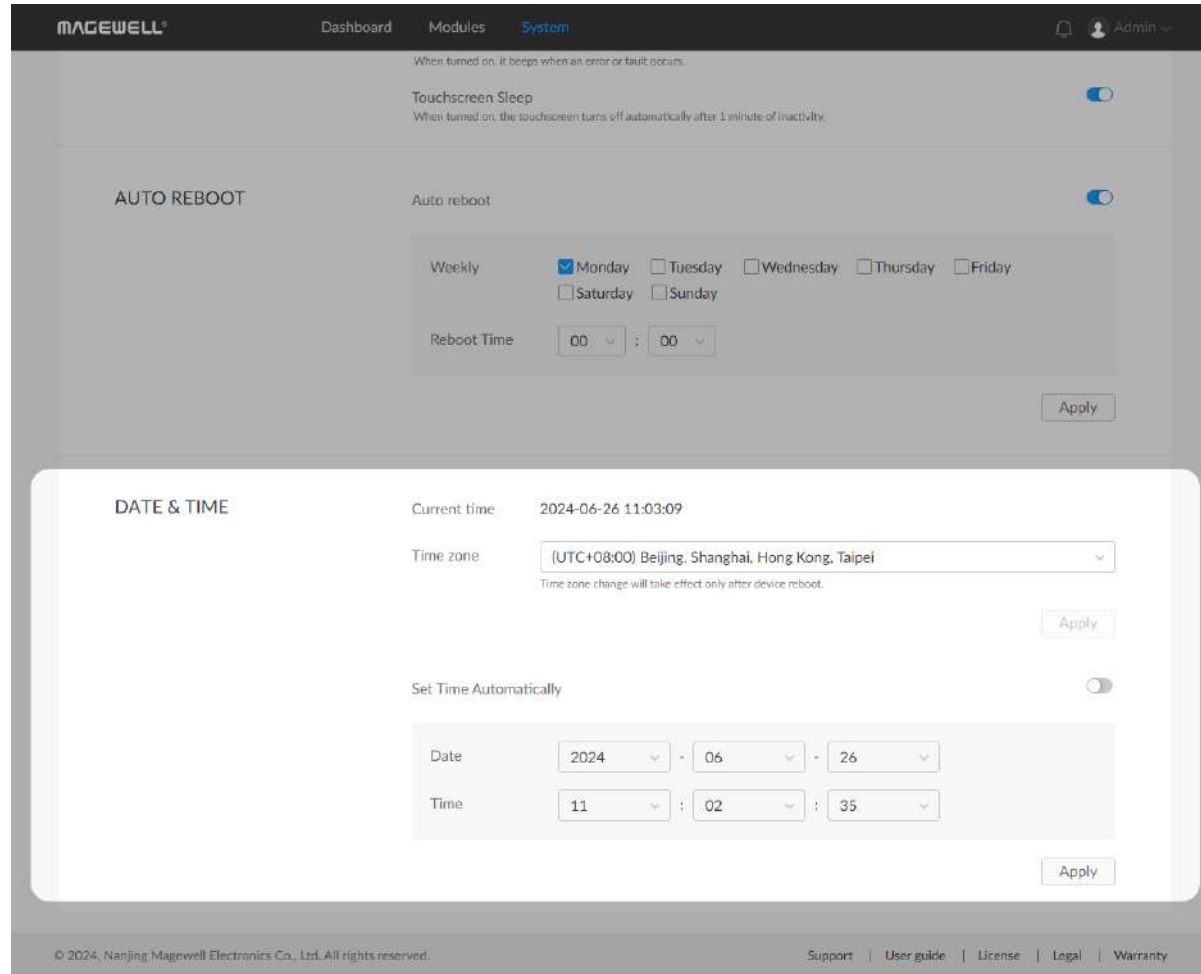 MAGEWELL®
Dashboard Modules System Admin
When turned on, it beeps when an error or fault occurs.
Touchscreen Sleep
When turned on, the touchscreen turns off automatically after 1 minute of inactivity.
AUTO REBOOT Auto reboot
Weekly Monday Tuesday Wednesday Thursday Friday
Saturday Sunday
Reboot Time 00 : 00
Apply
DATE & TIME Current time 2024-06-26 11:03:09
Time zone (UTC+08:00) Beijing, Shanghai, Hong Kong, Taipei
Time zone change will take effect only after device reboot.
Apply
Set Time Automatically
Date 2024 - 06 - 26
Time 11 : 02 : 35
Apply
© 2024, Nanjing Magewell Electronics Co., Ltd. All rights reserved. Support | User guide | License | Legal | Warranty